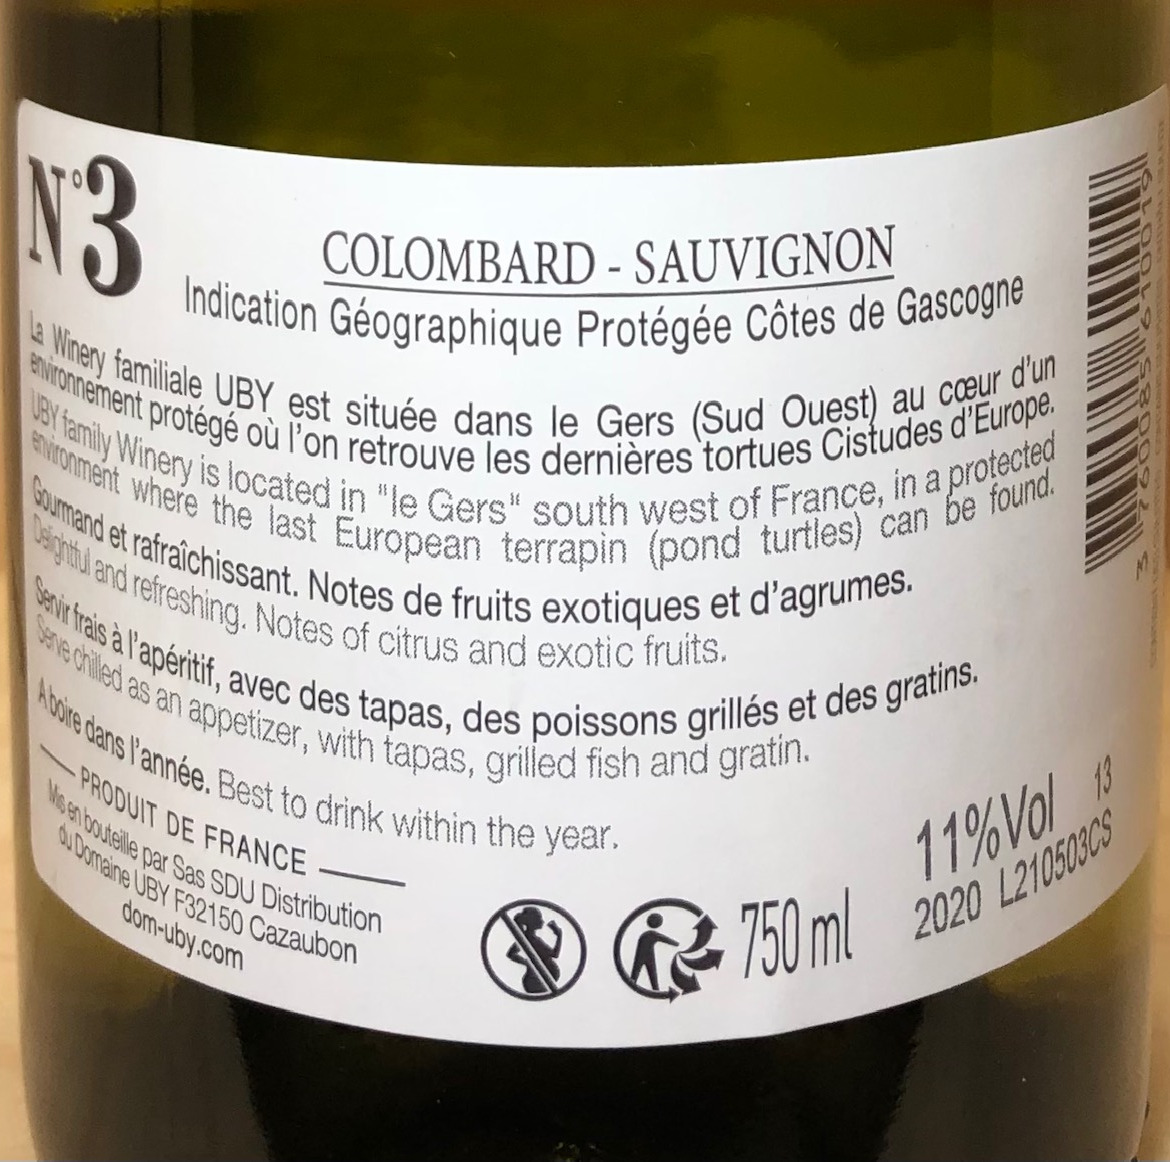 N°3
COLOMBARD - SAUVIGNON
Indication Géographique Protégée Côtes de Gascogne
La Winery familiale UBY est située dans le Gers (Sud Ouest) au cœur d'un
environnement protégé où l'on retrouve les dernières tortues Cistudes d'Europe.
UBY family Winery is located in "le Gers" south west of France, in a protected
environment where the last European terrapin (pond turtles) can be found.
Gourmand et rafraîchissant. Notes de fruits exotiques et d'agrumes.
Delightful and refreshing. Notes of citrus and exotic fruits.
Servir frais à l'apéritif, avec des tapas, des poissons grillés et des gratins.
Serve chilled as an appetizer, with tapas, grilled fish and gratin.
A boire dans l'année. Best to drink within the year.
PRODUIT DE FRANCE
Mis en bouteille par Sas SDU Distribution
du Domaine UBY F32150 Cazaubon
dom-uby.com
750 ml
11%Vol
13
2020 L210503CS
3 760085 610019